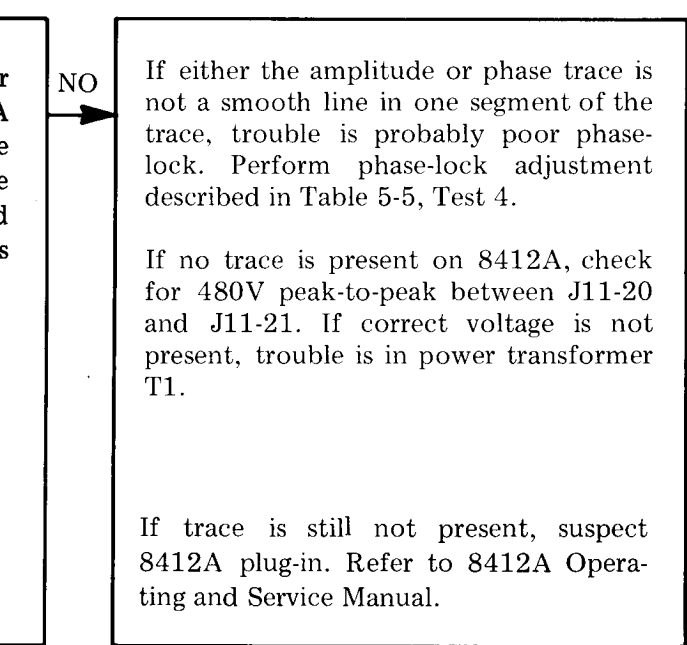 r
A
e
e
d
s
NO
If either the amplitude or phase trace is
not a smooth line in one segment of the
trace, trouble is probably poor phase-
lock. Perform phase-lock adjustment
described in Table 5-5, Test 4.
If no trace is present on 8412A, check
for 480V peak-to-peak between J11-20
and J11-21. If correct voltage is not
present, trouble is in power transformer
T1.
If trace is still not present, suspect
8412A plug-in. Refer to 8412A Opera-
ting and Service Manual.